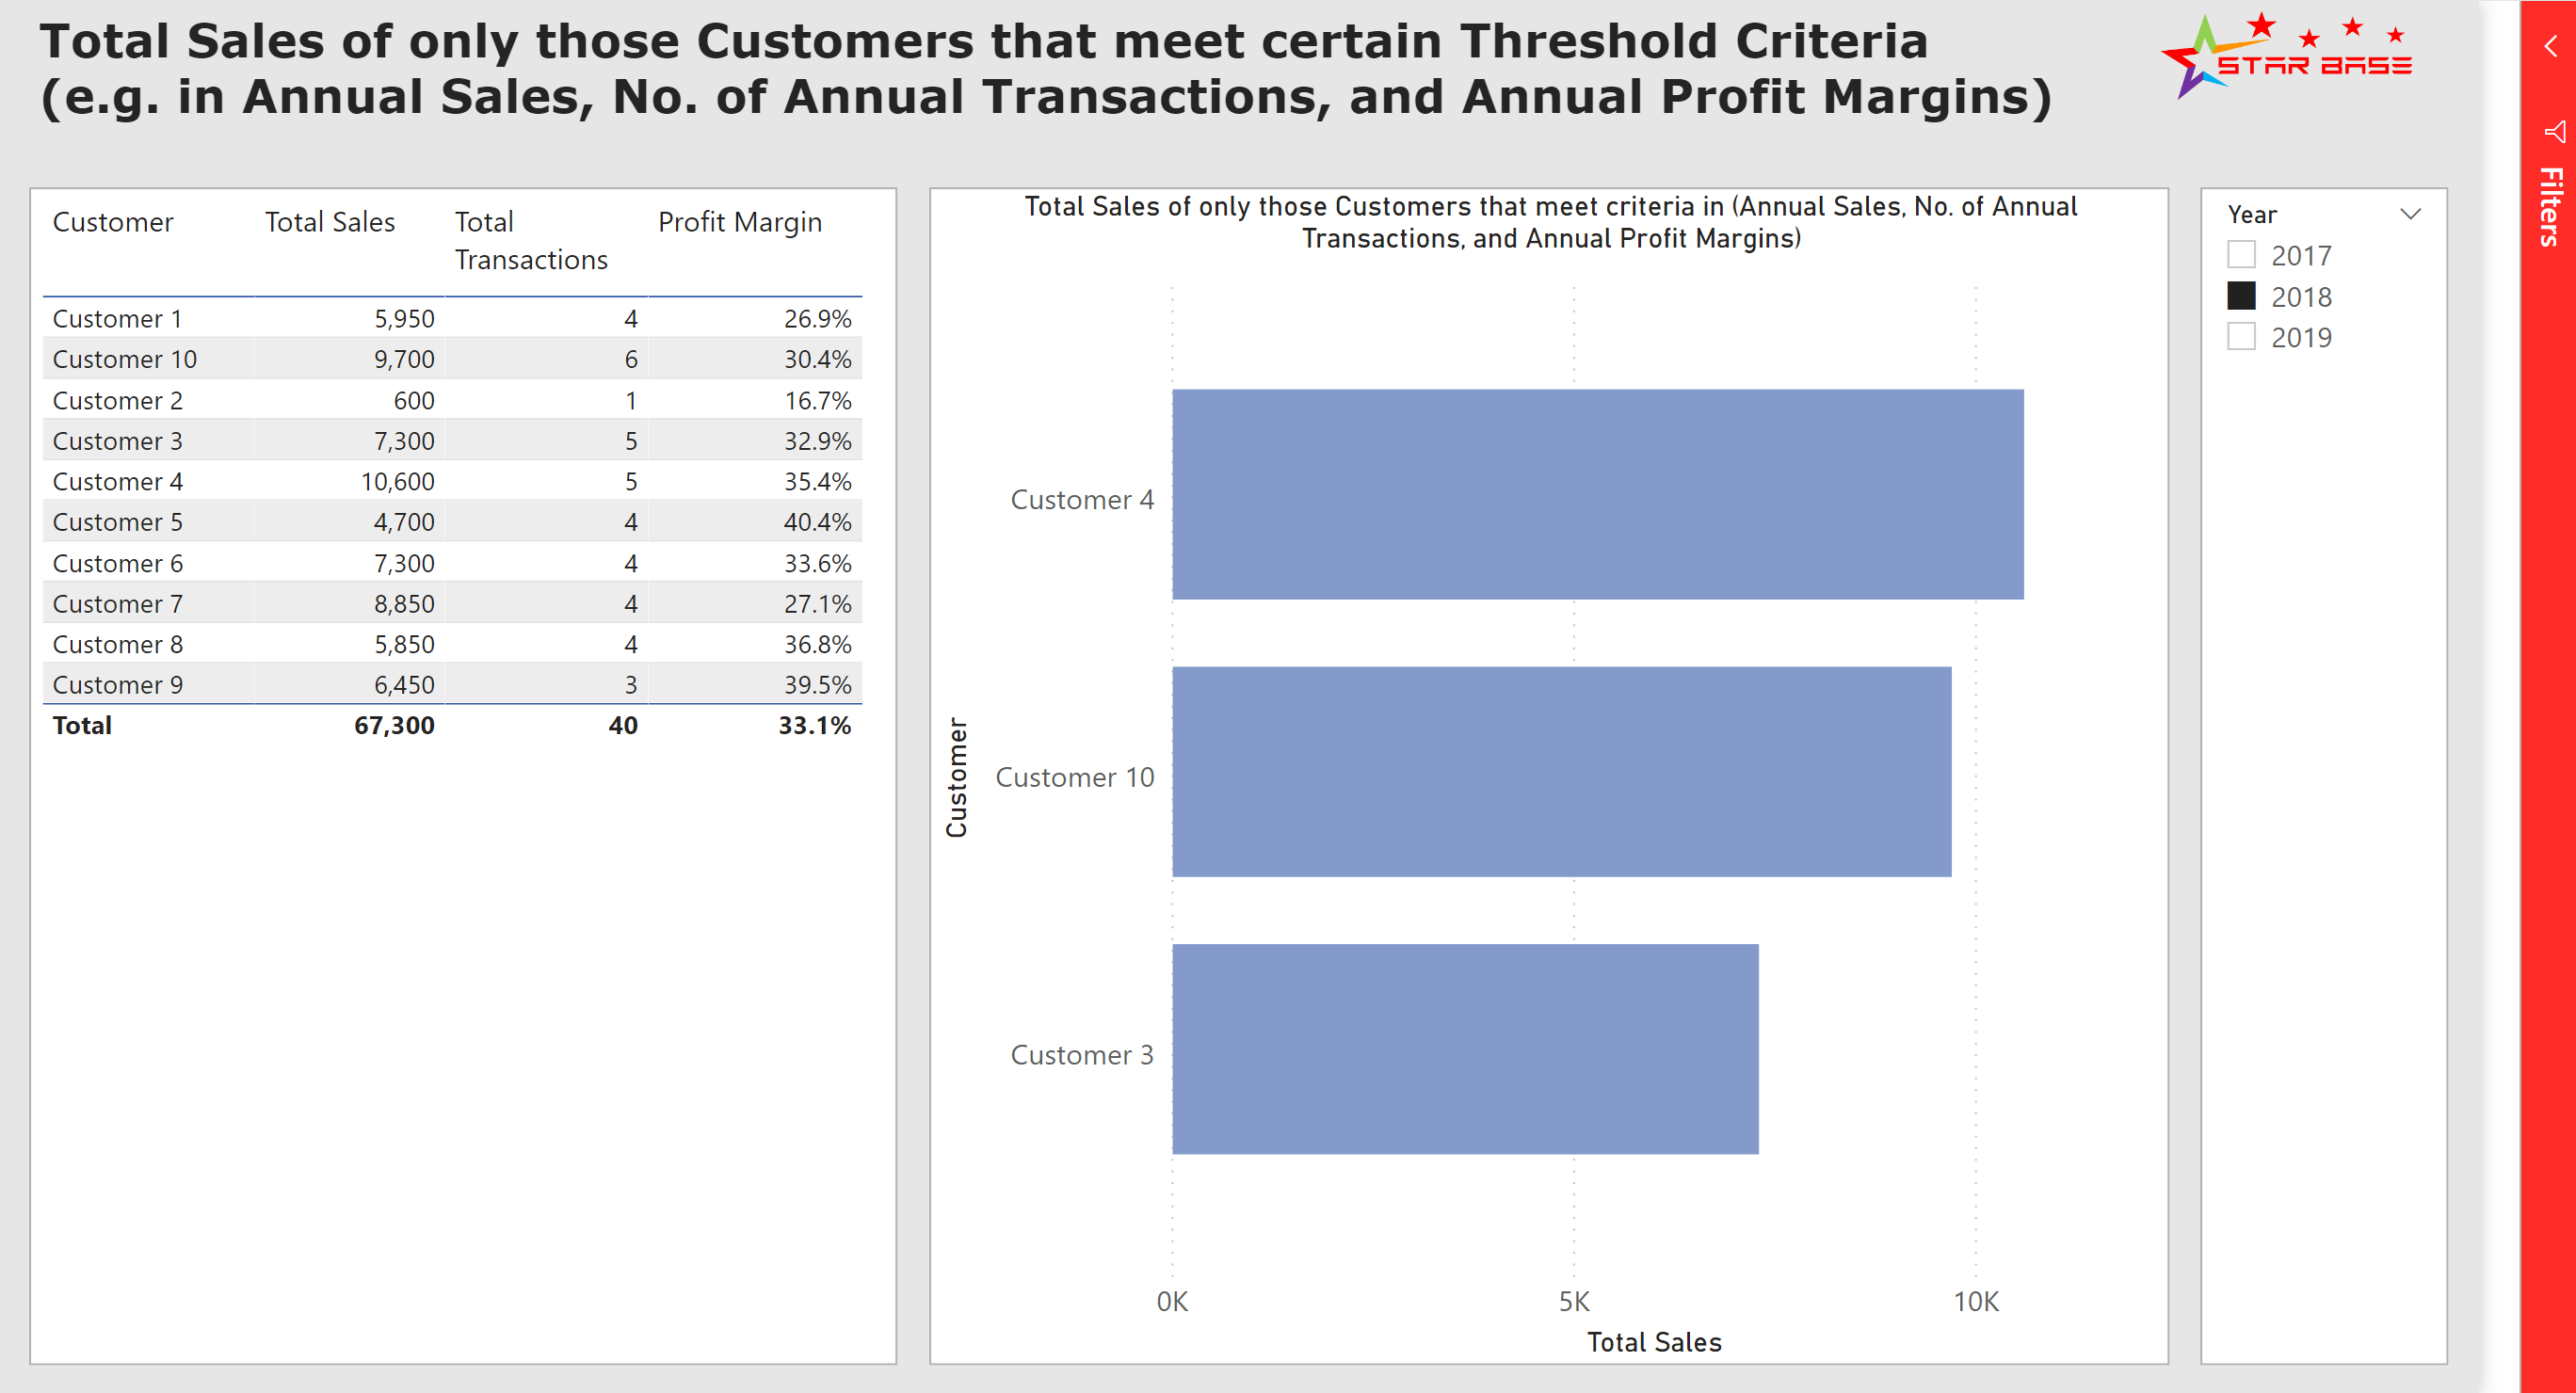 Total Sales of only those Customers that meet certain Threshold Criteria
(e.g. in Annual Sales, No. of Annual Transactions, and Annual Profit Margins)
STAR BASE
Customer Total Sales Total Transactions Profit Margin
Customer 1 5,950 4 26.9%
Customer 10 9,700 6 30.4%
Customer 2 600 1 16.7%
Customer 3 7,300 5 32.9%
Customer 4 10,600 5 35.4%
Customer 5 4,700 4 40.4%
Customer 6 7,300 4 33.6%
Customer 7 8,850 4 27.1%
Customer 8 5,850 4 36.8%
Customer 9 6,450 3 39.5%
Total 67,300 40 33.1%
Total Sales of only those Customers that meet criteria in (Annual Sales, No. of Annual
Transactions, and Annual Profit Margins)
Customer
Customer 4
Customer 10
Customer 3
0K 5K 10K
Total Sales
Year
2017
2018
2019
Filters